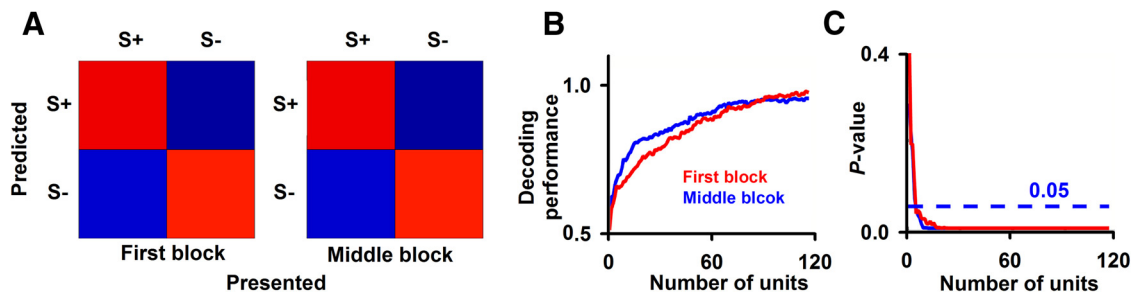 A
S+ S- S+ S-
Predicted
S+
S-
S+
S-
First block
Middle block
Presented
B
Decoding
performance
1.0
0.5
First block
Middle blcok
0 60 120
Number of units
C
P-value
0.4
0.0
0.05
0 60 120
Number of units